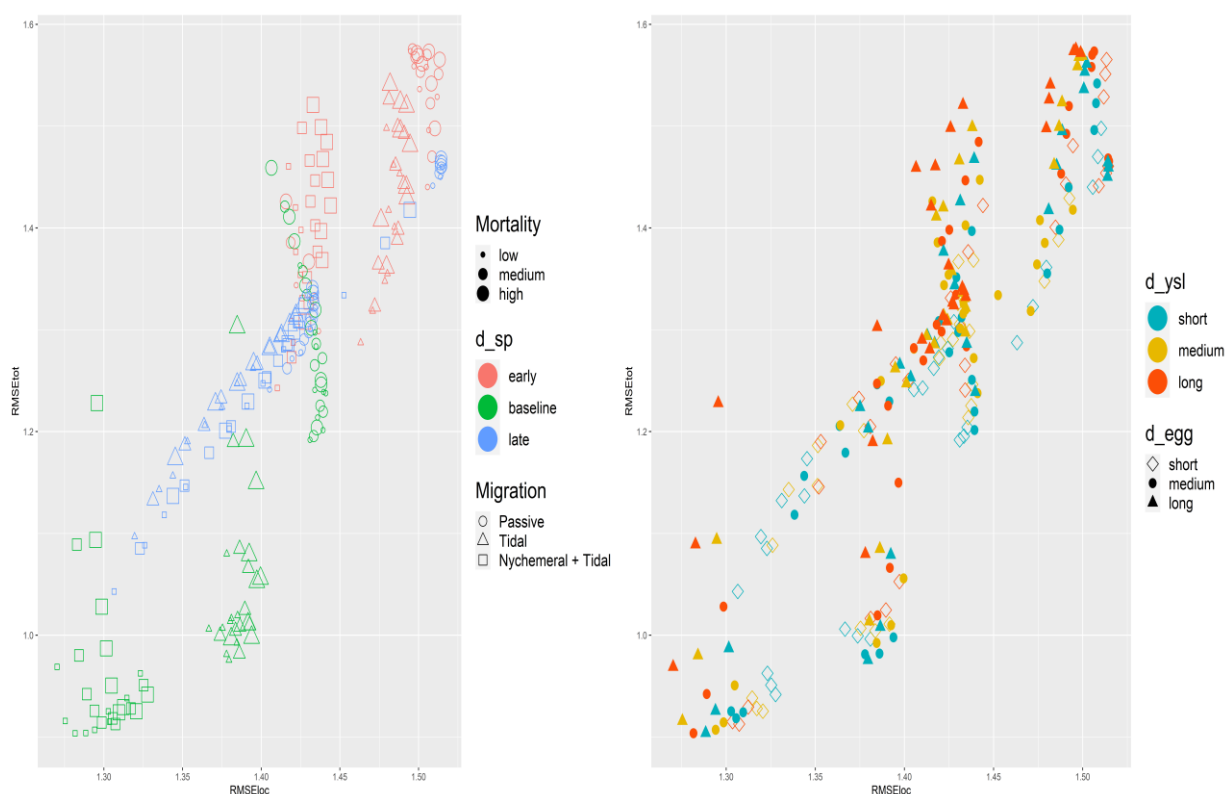 1.6
1.4
1.2
1.0
RMSEtot
1.30
1.35
1.40
1.45
1.50
RMSEloc
Mortality
low
medium
high
d_sp
early
baseline
late
Migration
Passive
Tidal
Nychemeral + Tidal
1.6
1.4
1.2
1.0
RMSEtot
1.30
1.35
1.40
1.45
1.50
RMSEloc
d_ysl
short
medium
long
d_egg
short
medium
long